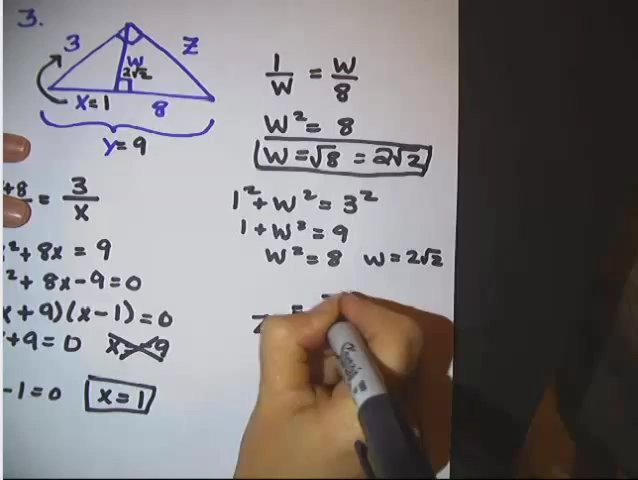 3.
3
Z
W
2√2
X=1
8
Y=9
1/W = W/8
W² = 8
W = √8 = 2√2
+8/ = 3/X
² + 8x = 9
² + 8x - 9 = 0
x + 9)(x - 1) = 0
+ 9 = 0 x = -9
- 1 = 0 x = 1
1² + W² = 3²
1 + W² = 9
W² = 8 W = 2√2
Z =